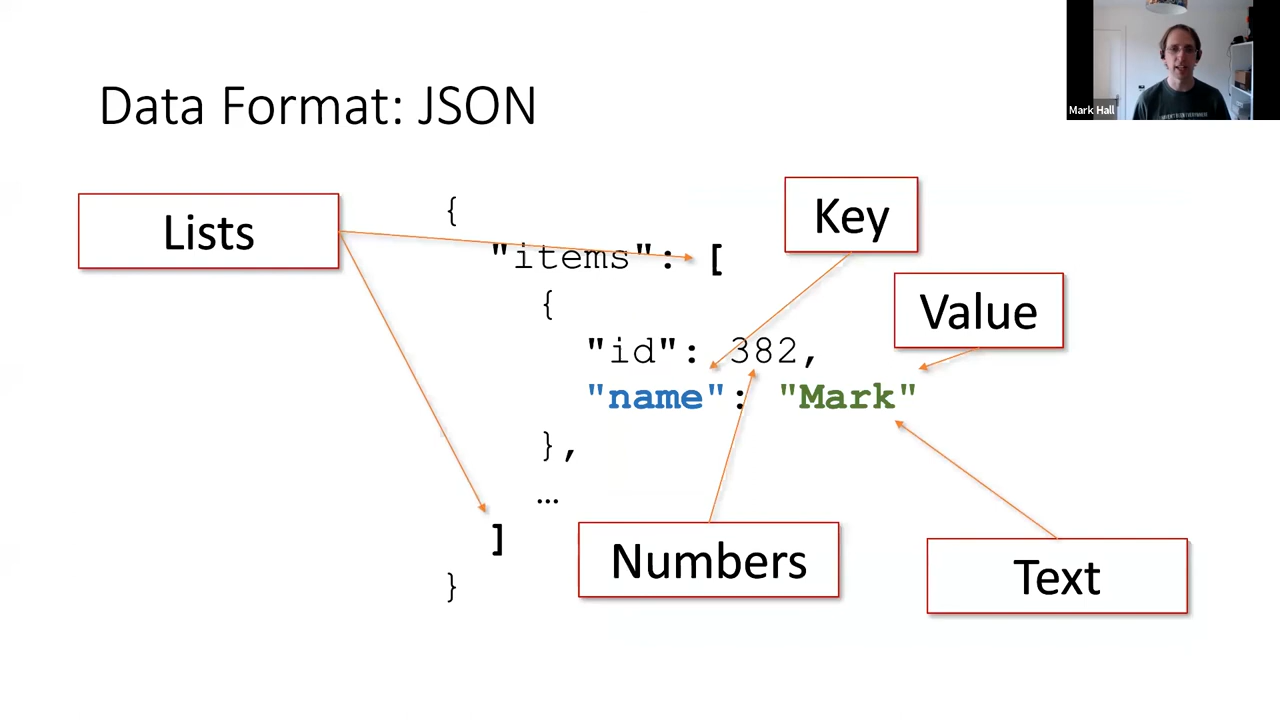 Data Format: JSON
Mark Hall
Lists
Key
Value
{
"items": [
{
"id": 382,
"name": "Mark"
},
…
]
}
Numbers
Text